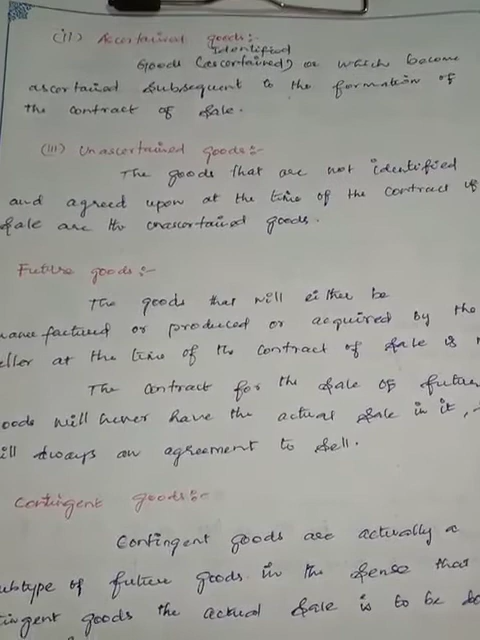 (ii) Ascertained goods:-
Identified
Goods (ascertained) or which become
ascertained subsequent to the formation of
the contract of sale.
(iii) Unascertained goods:-
The goods that are not identified
and agreed upon at the time of the contract of
sale are the unascertained goods.
Future goods:-
The goods that will either be
manufactured or produced or acquired by the
seller at the time of the contract of sale is
The contract for the sale of future
goods will never have the actual sale in it,
will always an agreement to sell.
Contingent goods:-
Contingent goods are actually a
subtype of future goods in the sense that
contingent goods the actual sale is to be